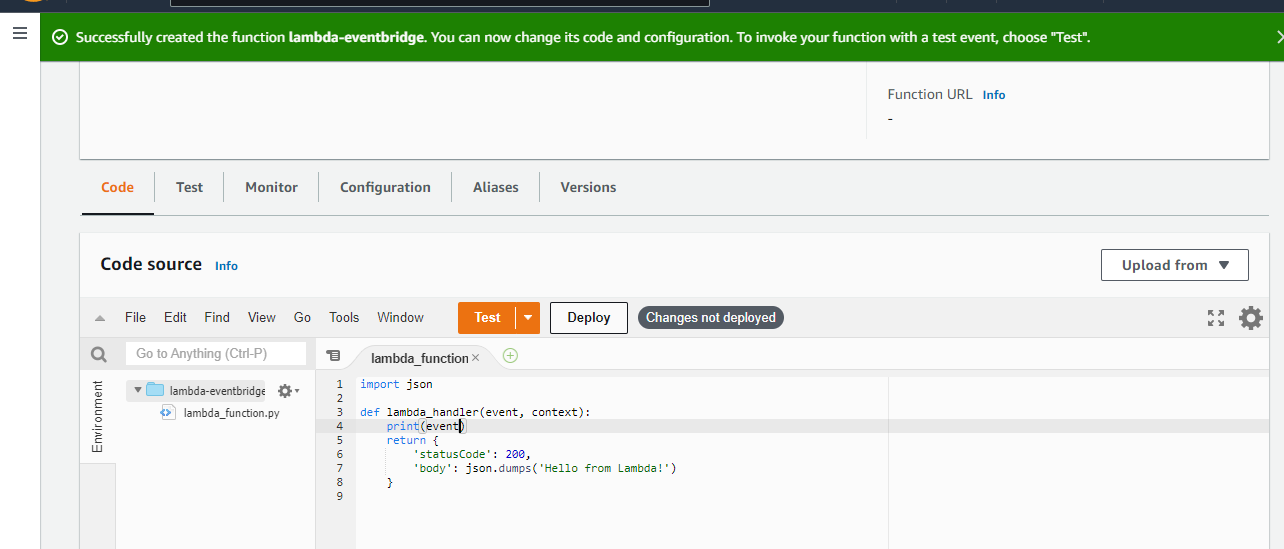 Successfully created the function lambda-eventbridge. You can now change its code and configuration. To invoke your function with a test event, choose "Test".
Function URL Info
-
Code Test Monitor Configuration Aliases Versions
Code source Info
Upload from
File Edit Find View Go Tools Window Test Deploy Changes not deployed
Go to Anything (Ctrl-P)
lambda_function
Environment
lambda-eventbridge
lambda_function.py
1 import json
2
3 def lambda_handler(event, context):
4 print(event)
5 return {
6 'statusCode': 200,
7 'body': json.dumps('Hello from Lambda!')
8 }
9